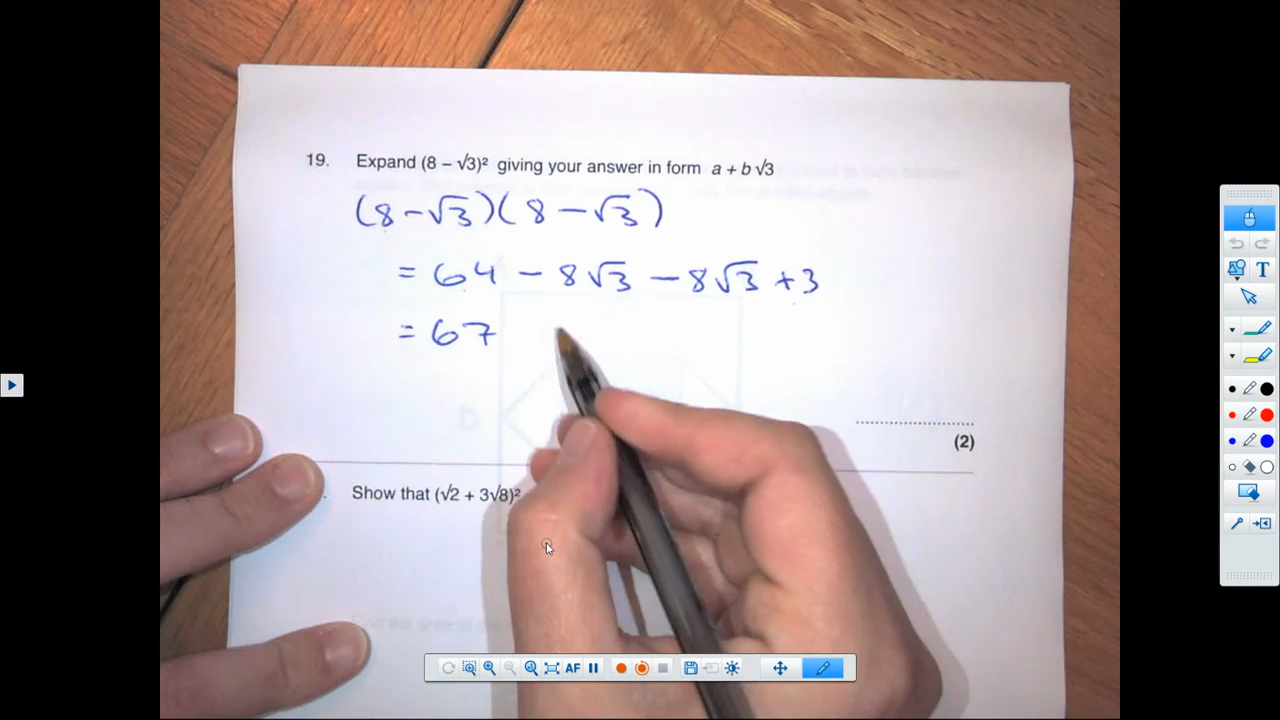 19. Expand (8 – √3)² giving your answer in form a + b √3
(8-√3)(8-√3)
= 64 - 8√3 - 8√3 +3
= 67
(2)
Show that (√2 + 3√8)²
T
AF